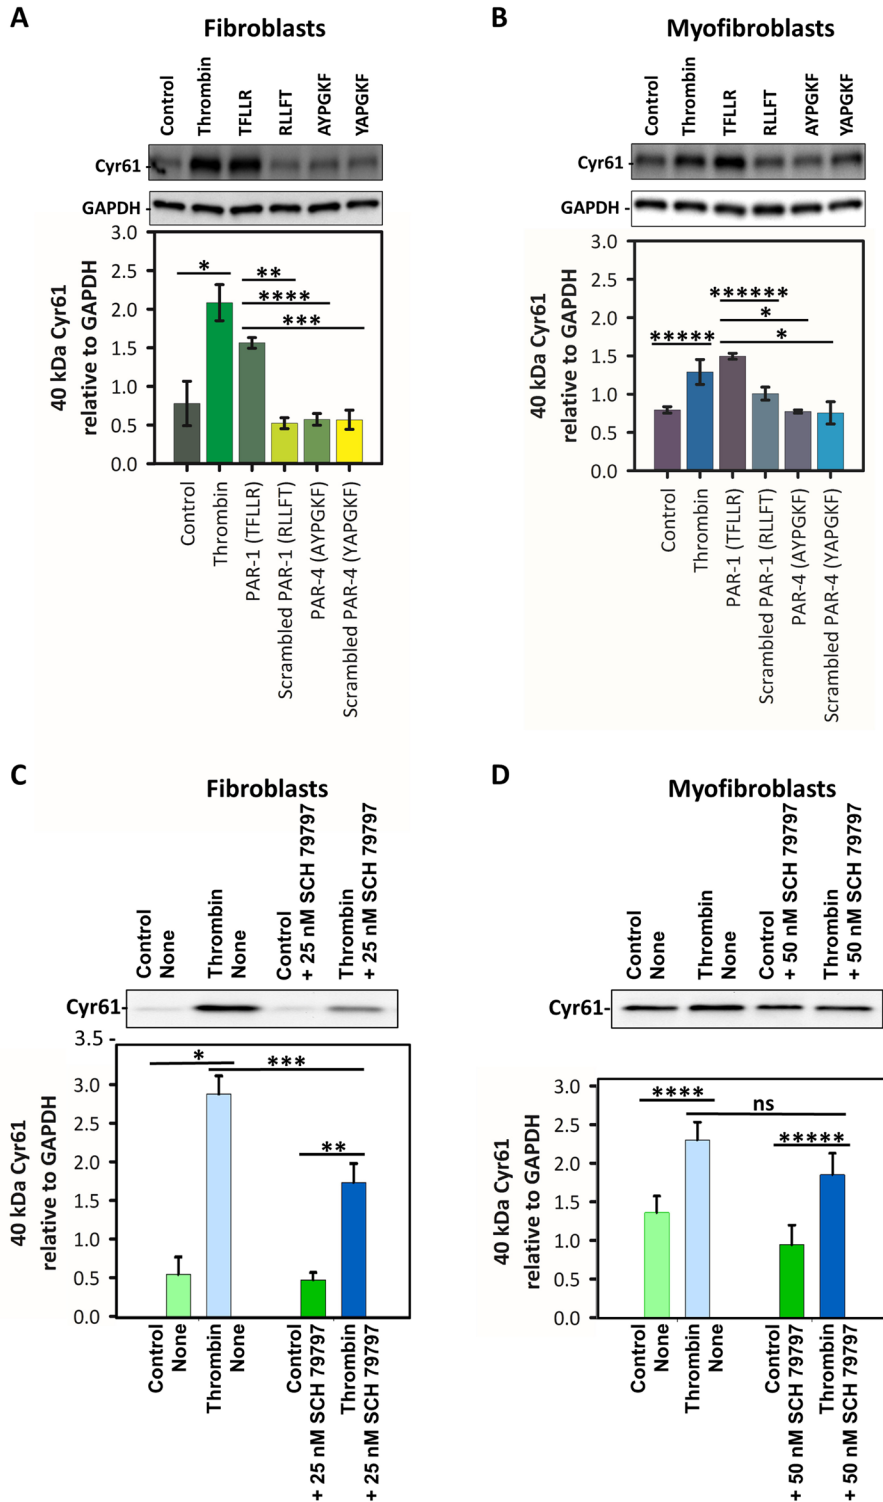 A
Fibroblasts
Control
Thrombin
TFLLR
RLLFT
AYPGKF
YAPGKF
Cyr61
GAPDH
40 kDa Cyr61
relative to GAPDH
3.0
2.5
2.0
1.5
1.0
0.5
0.0
*
**
****
***
Control
Thrombin
PAR-1 (TFLLR)
Scrambled PAR-1 (RLLFT)
PAR-4 (AYPGKF)
Scrambled PAR-4 (YAPGKF)
B
Myofibroblasts
Control
Thrombin
TFLLR
RLLFT
AYPGKF
YAPGKF
Cyr61
GAPDH
40 kDa Cyr61
relative to GAPDH
3.0
2.5
2.0
1.5
1.0
0.5
0.0
*****
******
*
*
Control
Thrombin
PAR-1 (TFLLR)
Scrambled PAR-1 (RLLFT)
PAR-4 (AYPGKF)
Scrambled PAR-4 (YAPGKF)
C
Fibroblasts
Control
None
Thrombin
None
Control
+ 25 nM SCH 79797
Thrombin
+ 25 nM SCH 79797
Cyr61-
40 kDa Cyr61
relative to GAPDH
3.5
3.0
2.5
2.0
1.5
1.0
0.5
0.0
*
***
**
Control
None
Thrombin
None
Control
+ 25 nM SCH 79797
Thrombin
+ 25 nM SCH 79797
D
Myofibroblasts
Control
None
Thrombin
None
Control
+ 50 nM SCH 79797
Thrombin
+ 50 nM SCH 79797
Cyr61-
40 kDa Cyr61
relative to GAPDH
3.0
2.5
2.0
1.5
1.0
0.5
0.0
****
ns
*****
Control
None
Thrombin
None
Control
+ 50 nM SCH 79797
Thrombin
+ 50 nM SCH 79797